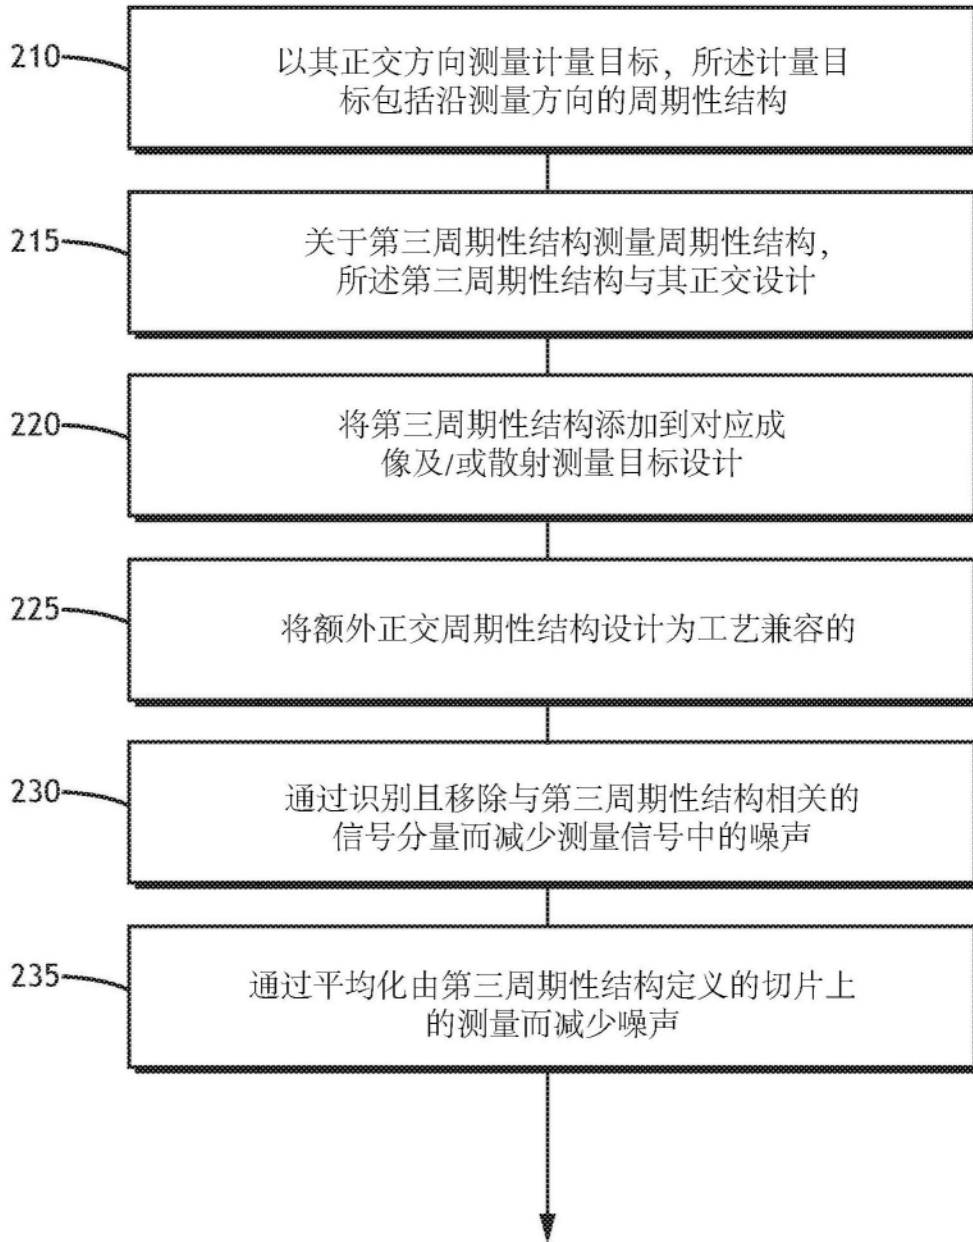 210
以其正交方向测量计量目标，所述计量目
标包括沿测量方向的周期性结构
215
关于第三周期性结构测量周期性结构，
所述第三周期性结构与其正交设计
220
将第三周期性结构添加到对应成
像及/或散射测量目标设计
225
将额外正交周期性结构设计为工艺兼容的
230
通过识别且移除与第三周期性结构相关的
信号分量而减少测量信号中的噪声
235
通过平均化由第三周期性结构定义的切片上
的测量而减少噪声